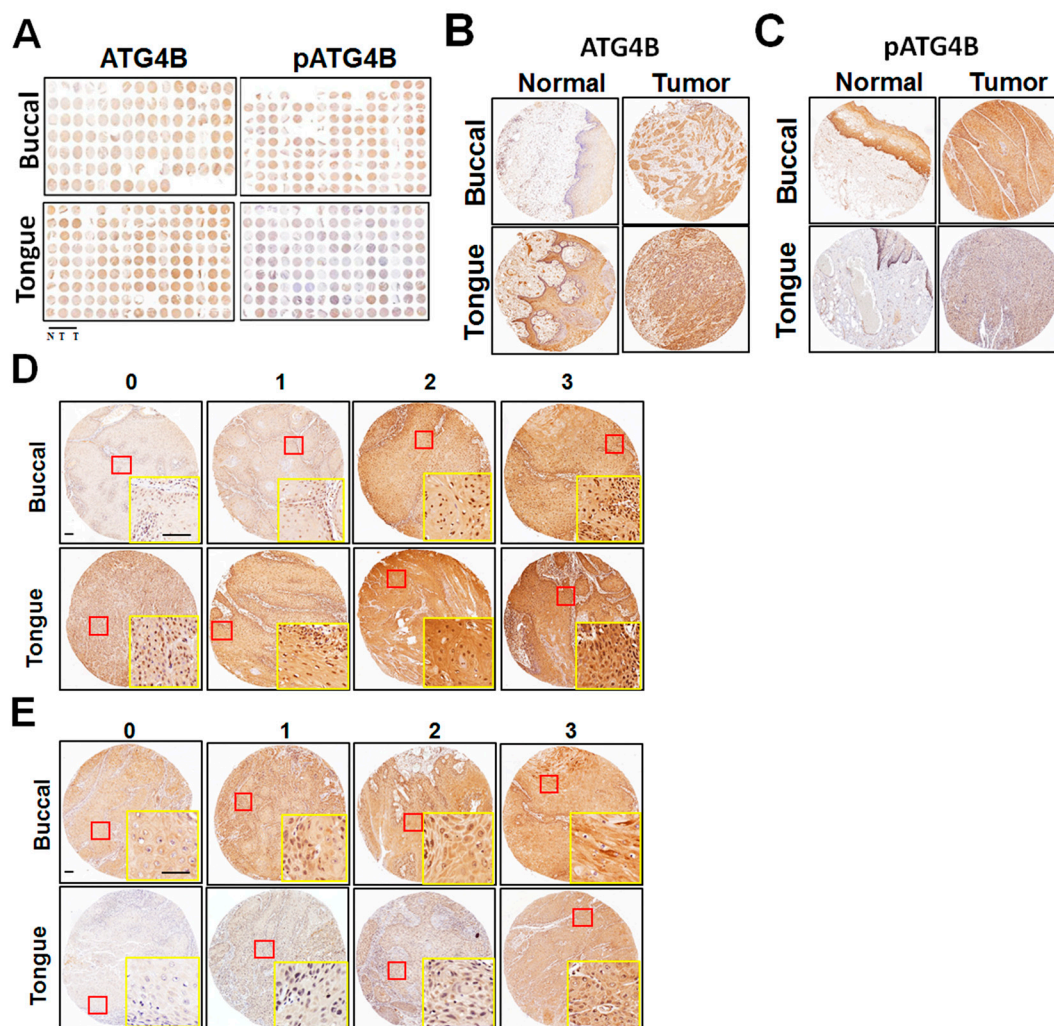 A
ATG4B pATG4B
Buccal
Tongue
N T T
B
ATG4B
Normal Tumor
Buccal
Tongue
C
pATG4B
Normal Tumor
Buccal
Tongue
D
0 1 2 3
Buccal
Tongue
E
0 1 2 3
Buccal
Tongue